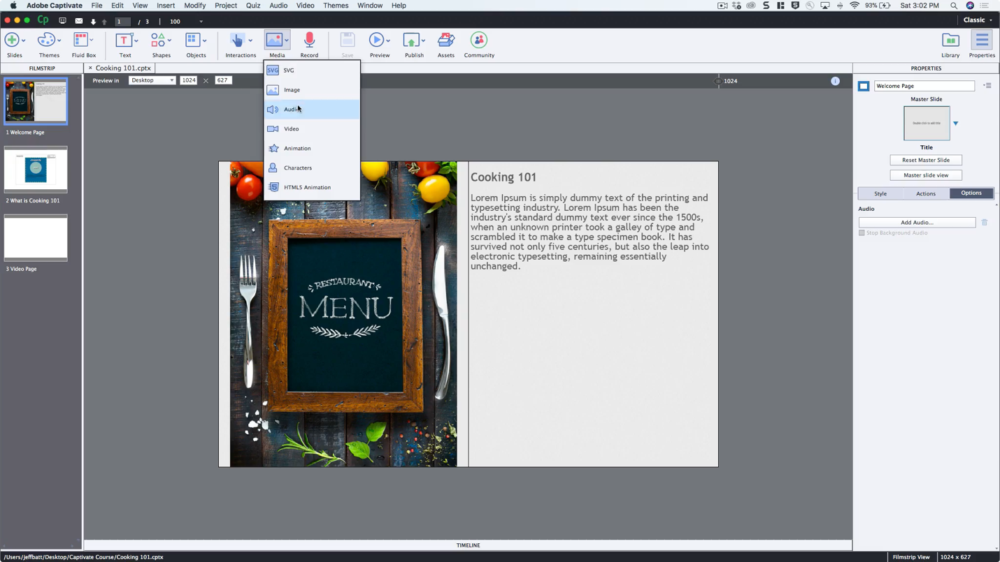 Adobe Captivate File Edit View Insert Modify Project Quiz Audio Video Themes Window Help 93% Sat 3:02 PM
Cp 1 / 3 100 Classic
Slides Themes Fluid Box Text Shapes Objects Interactions Media Record Save Preview Publish Assets Community Library Properties
FILMSTRIP
× Cooking 101.cptx
PROPERTIES
Preview in Desktop 1024 × 627
1024
SVG SVG
Image
Audio
Video
Animation
Characters
HTML5 Animation
1 Welcome Page
2 What is Cooking 101
3 Video Page
RESTAURANT
MENU
Cooking 101
Lorem Ipsum is simply dummy text of the printing and
typesetting industry. Lorem Ipsum has been the
industry's standard dummy text ever since the 1500s,
when an unknown printer took a galley of type and
scrambled it to make a type specimen book. It has
survived not only five centuries, but also the leap into
electronic typesetting, remaining essentially
unchanged.
Welcome Page
Master Slide
Double click to add title
Title
Reset Master Slide
Master slide view
Style Actions Options
Audio
Add Audio...
Stop Background Audio
TIMELINE
/Users/jeffbatt/Desktop/Captivate Course/Cooking 101.cptx
Filmstrip View 1024 x 627